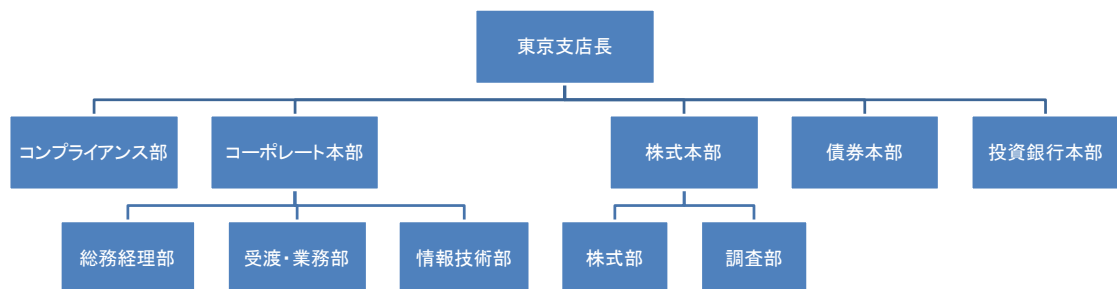 東京支店長
コンプライアンス部
コーポレート本部
株式本部
債券本部
投資銀行本部
総務経理部
受渡・業務部
情報技術部
株式部
調査部